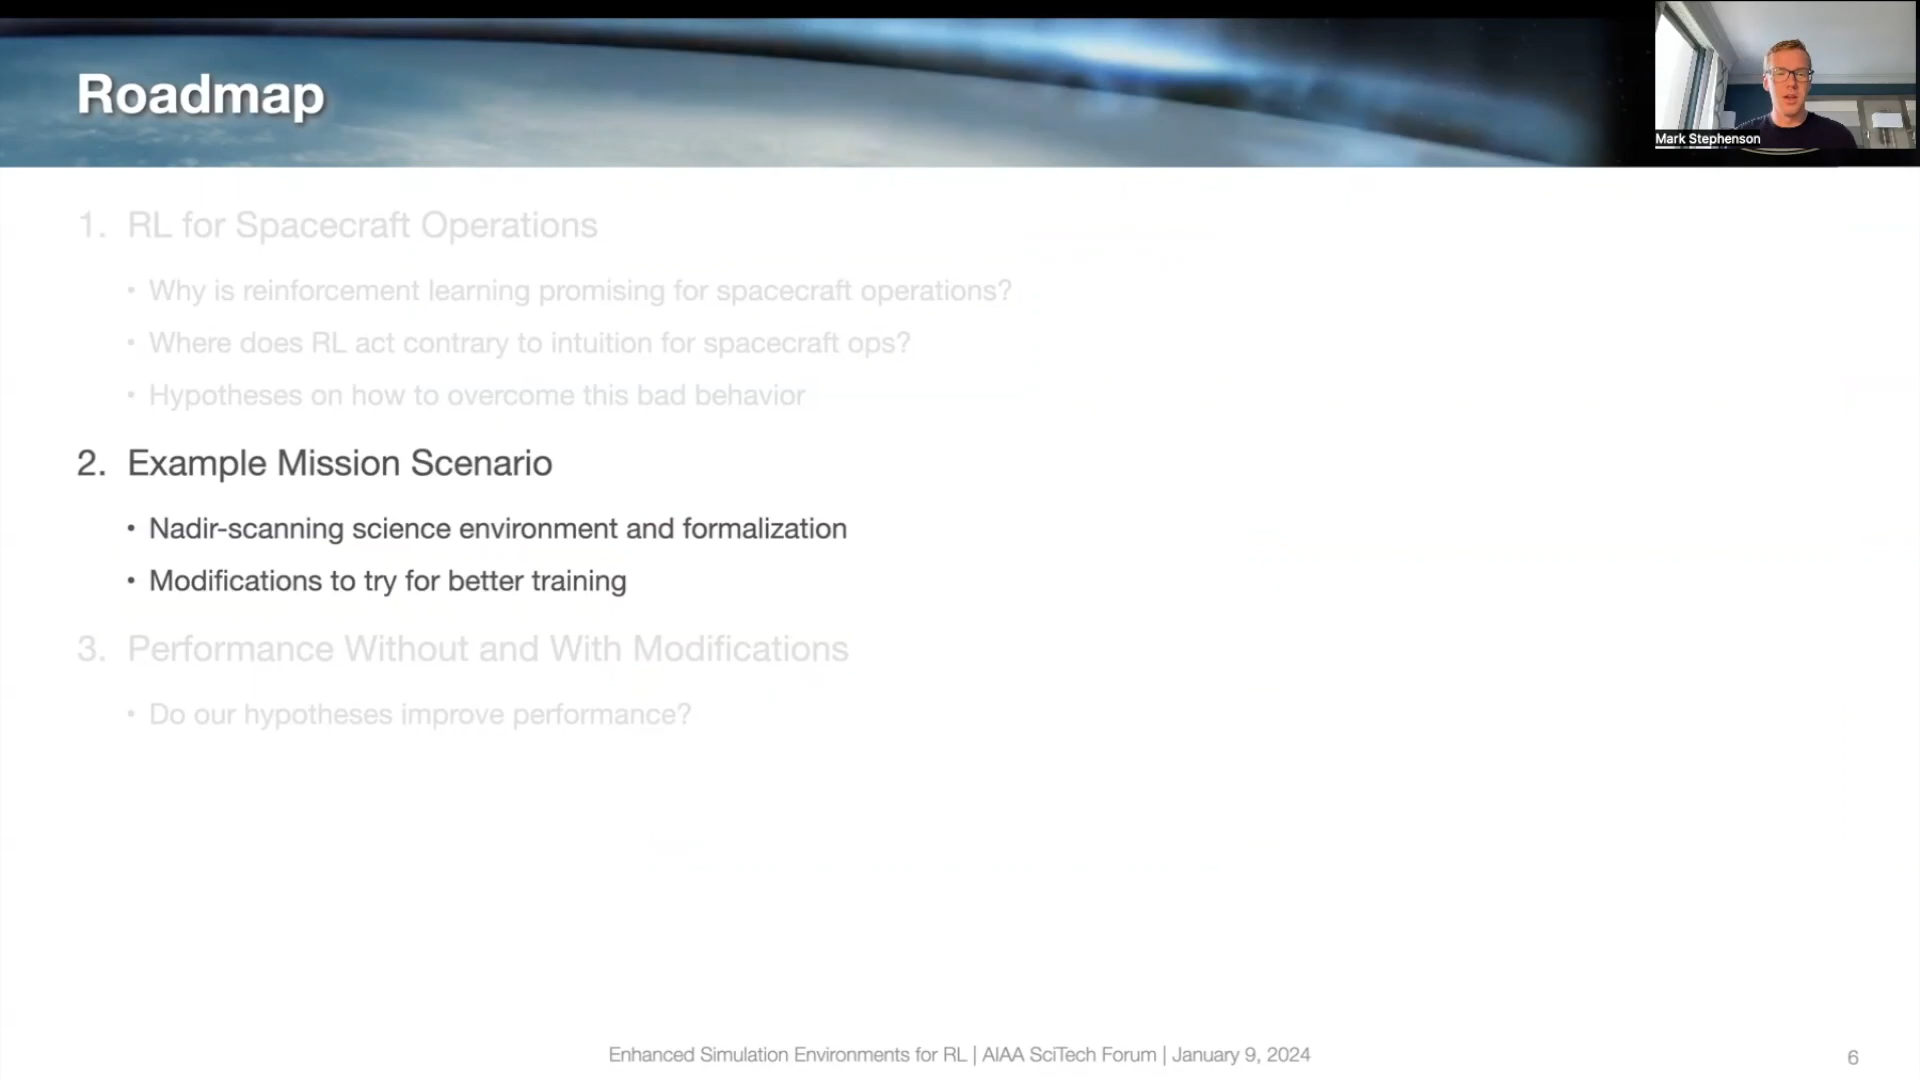 Roadmap
Mark Stephenson
1. RL for Spacecraft Operations
• Why is reinforcement learning promising for spacecraft operations?
• Where does RL act contrary to intuition for spacecraft ops?
• Hypotheses on how to overcome this bad behavior
2. Example Mission Scenario
• Nadir-scanning science environment and formalization
• Modifications to try for better training
3. Performance Without and With Modifications
• Do our hypotheses improve performance?
Enhanced Simulation Environments for RL | AIAA SciTech Forum | January 9, 2024
6